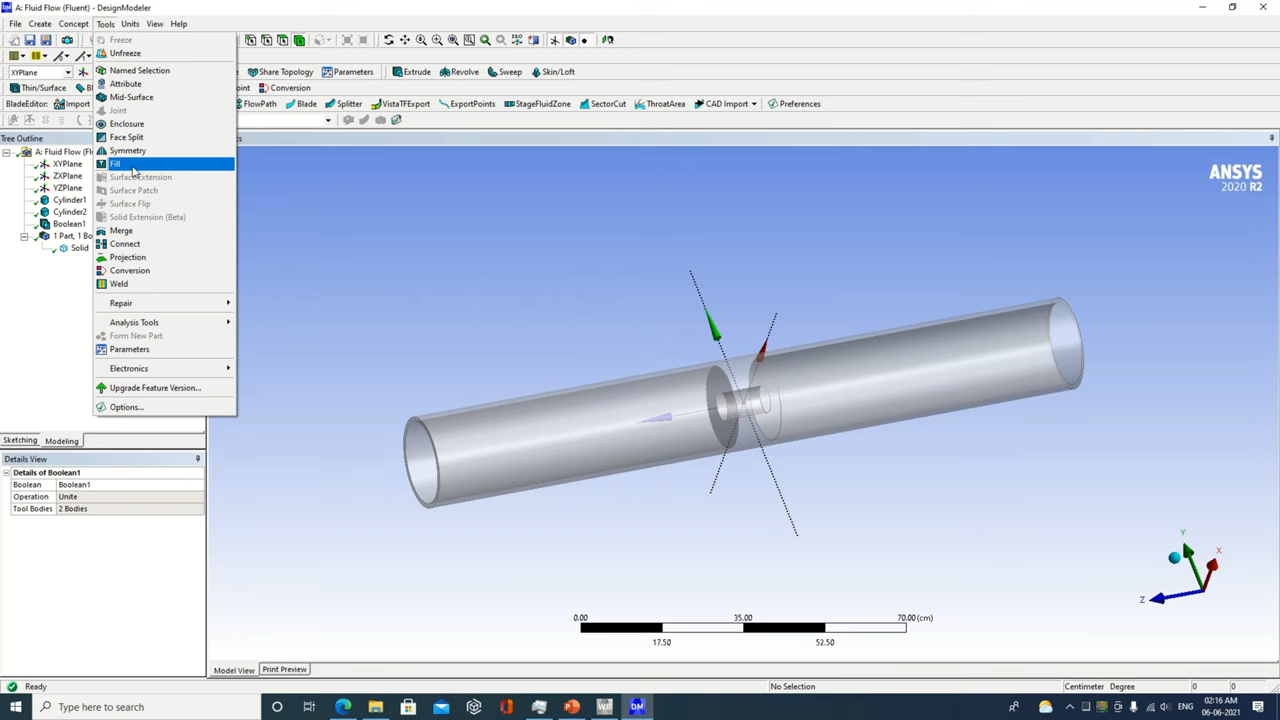 A: Fluid Flow (Fluent) - DesignModeler
File Create Concept Tools Units View Help
XYPlane
Share Topology Parameters Extrude Revolve Sweep Skin/Loft
Thin/Surface Conversion
BladeEditor: Import FlowPath Blade Splitter VistaTFExport ExportPoints StageFluidZone SectorCut ThroatArea CAD Import Preferences
Freeze
Unfreeze
Named Selection
Attribute
Mid-Surface
Joint
Enclosure
Face Split
Symmetry
Fill
Surface Extension
Surface Patch
Surface Flip
Solid Extension (Beta)
Merge
Connect
Projection
Conversion
Weld
Repair
Analysis Tools
Form New Part
Parameters
Electronics
Upgrade Feature Version...
Options...
Tree Outline
A: Fluid Flow (F
XYPlane
ZXPlane
YZPlane
Cylinder1
Cylinder2
Boolean1
1 Part, 1 Bo
Solid
Sketching Modeling
Details View
Details of Boolean1
Boolean Boolean1
Operation Unite
Tool Bodies 2 Bodies
ANSYS
2020 R2
Y
X
Z
0.00 35.00 70.00 (cm)
17.50 52.50
Model View Print Preview
Ready No Selection Centimeter Degree 0 0
Type here to search
02:16 AM
06-06-2021